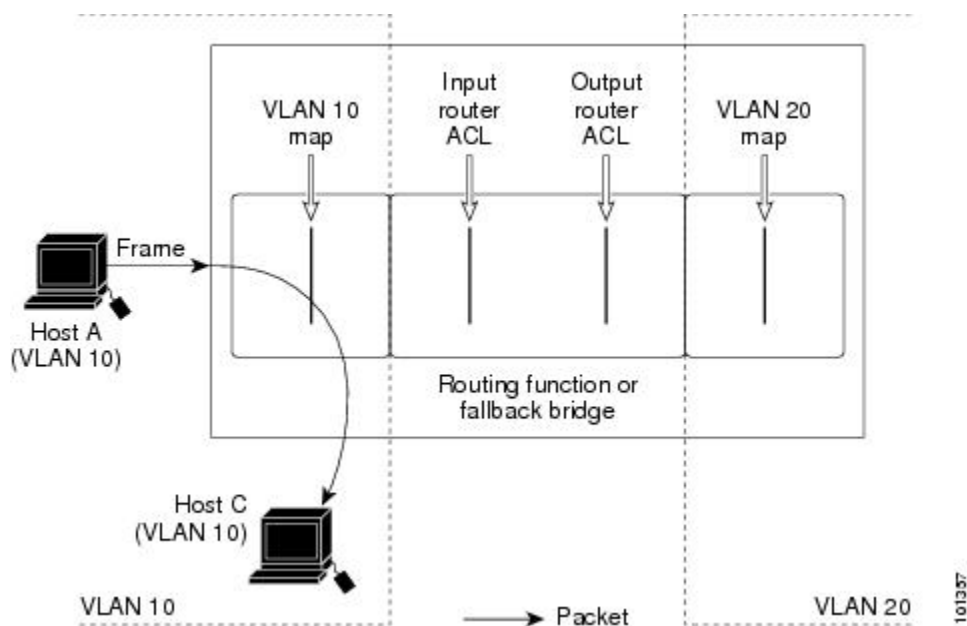 VLAN 10
map
Input
router
ACL
Output
router
ACL
VLAN 20
map
Frame
Host A
(VLAN 10)
Routing function or
fallback bridge
Host C
(VLAN 10)
VLAN 10
Packet
VLAN 20
101357